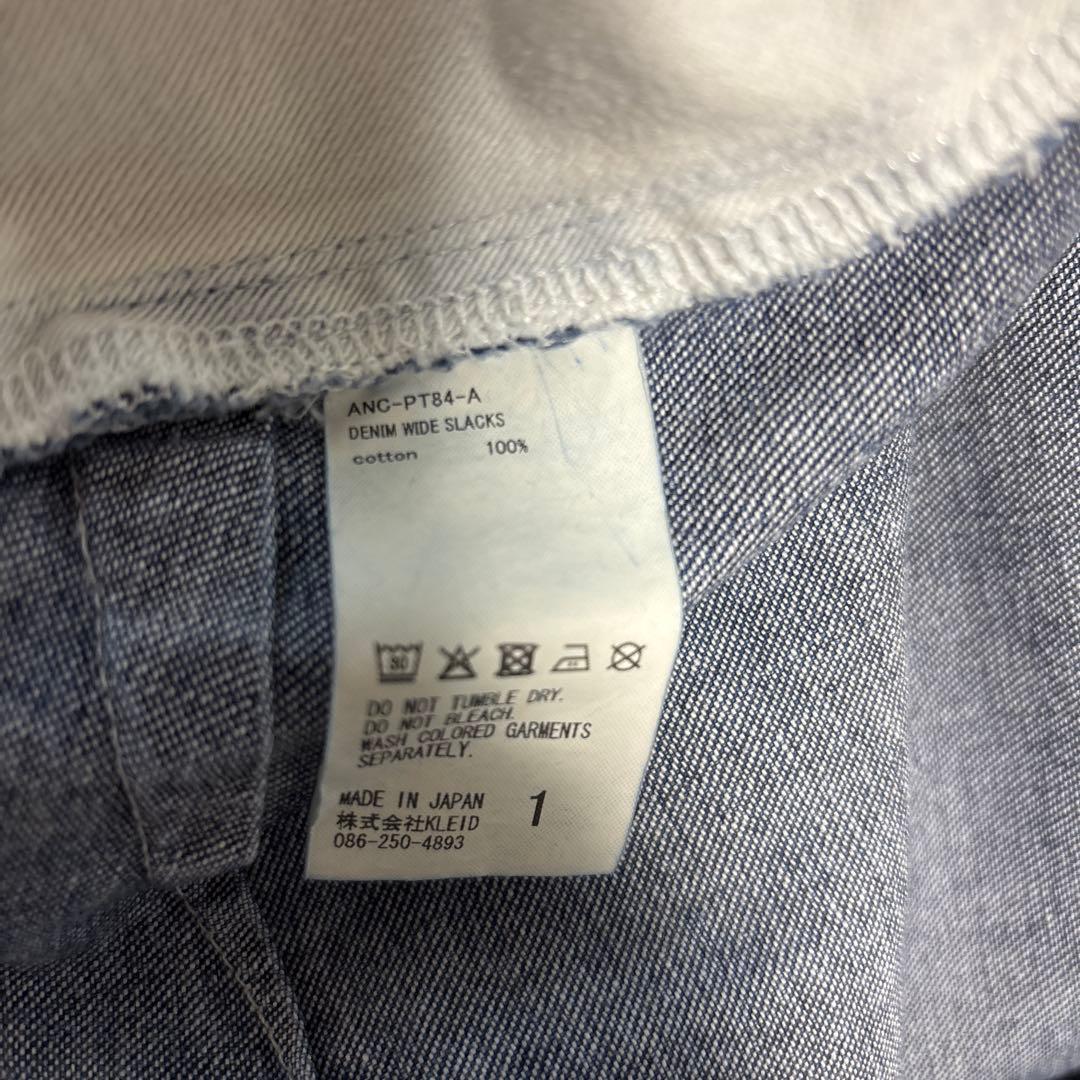 ANC-PT84-A
DENIM WIDE SLACKS
cotton 100%
30
DO NOT TUMBLE DRY.
DO NOT BLEACH.
WASH COLORED GARMENTS
SEPARATELY.
MADE IN JAPAN 1
株式会社KLEID
086-250-4893